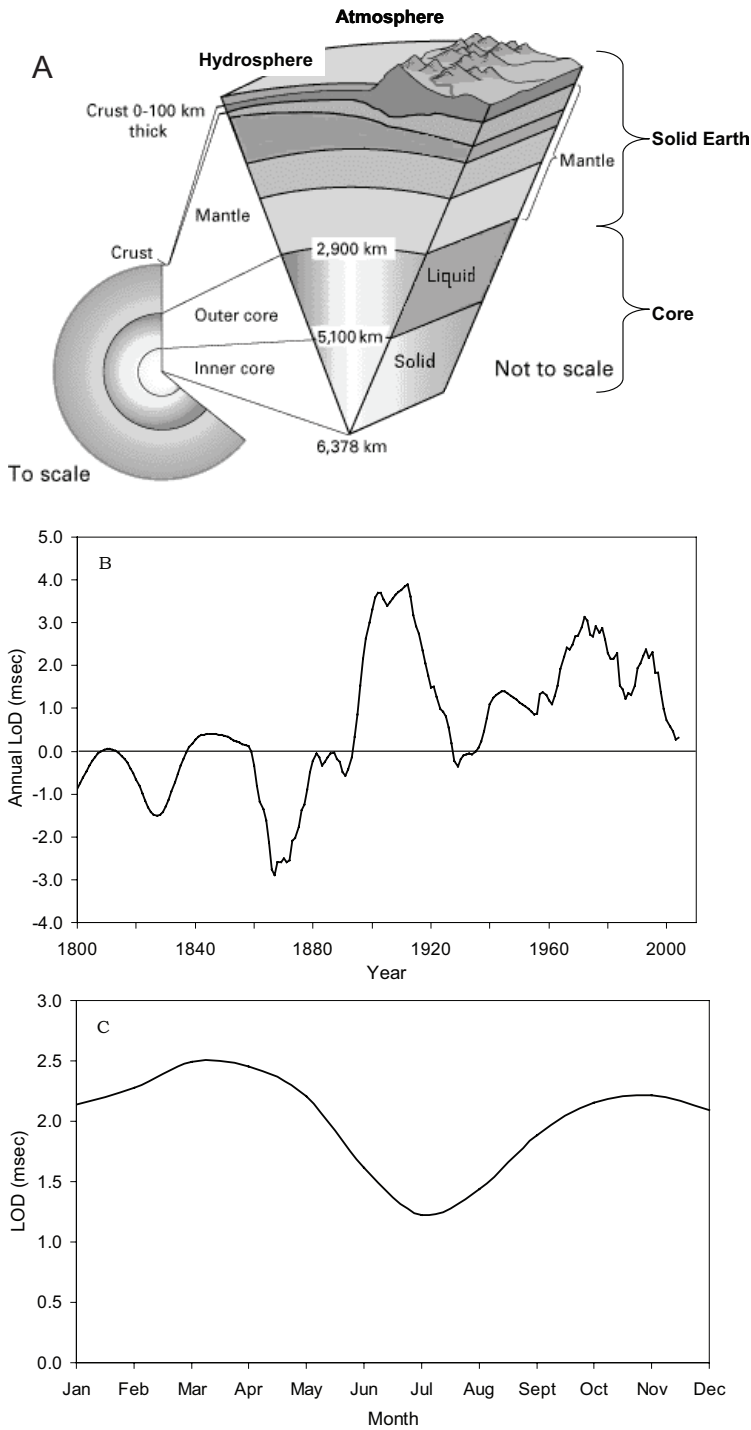 Atmosphere
A
Hydrosphere
Crust 0-100 km
thick
Solid Earth
Mantle
Mantle
Crust
2,900 km
Liquid
Outer core
Core
5,100 km
Inner core
Solid
Not to scale
6,378 km
To scale
B
5.0
4.0
3.0
2.0
1.0
0.0
-1.0
-2.0
-3.0
-4.0
Annual LoD (msec)
1800 1840 1880 1920 1960 2000
Year
C
3.0
2.5
2.0
1.5
1.0
0.5
0.0
LOD (msec)
Jan Feb Mar Apr May Jun Jul Aug Sept Oct Nov Dec
Month